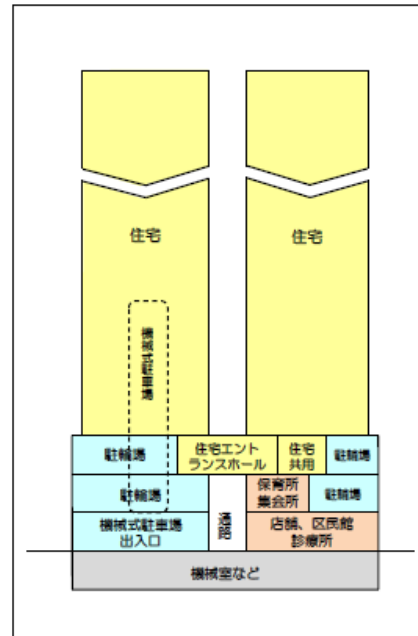 住宅
住宅
機械式駐車場
駐輪場
住宅エント
ランスホール
住宅
共用
駐輪場
駐輪場
保育所
集会所
駐輪場
機械式駐車場
出入口
通路
店舗、区民館
診療所
機械室など